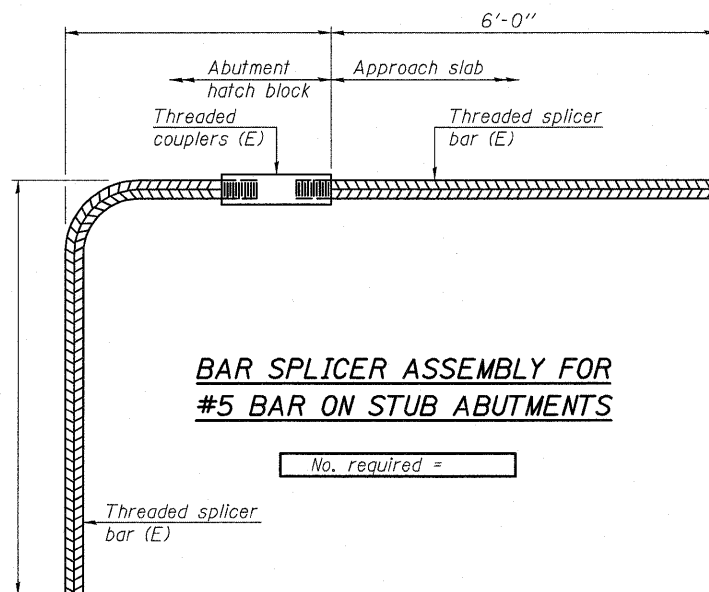 6'-0"
Abutment
hatch block
Approach slab
Threaded
couplers (E)
Threaded splicer
bar (E)
BAR SPLICER ASSEMBLY FOR
#5 BAR ON STUB ABUTMENTS
No. required =
Threaded splicer
bar (E)